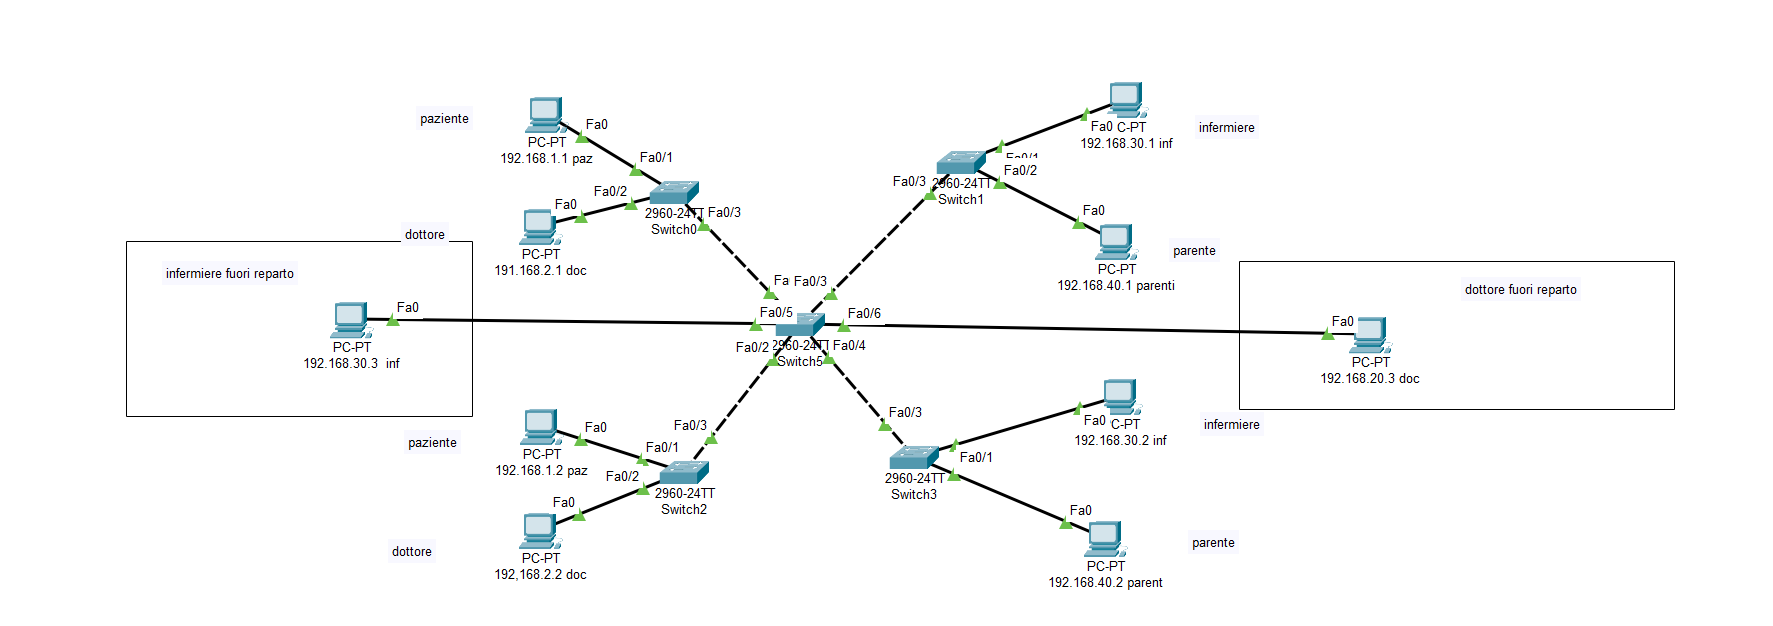 paziente
Fa0
PC-PT
192.168.1.1 paz
Fa0/1
Fa0/2
Fa0
dottore
PC-PT
191.168.2.1 doc
2960-24TT
Switch0
Fa0/3
infermiere
Fa0
C-PT
192.168.30.1 inf
Fa0/1
Fa0/2
Fa0/3
2960-24TT
Switch1
Fa0
parente
PC-PT
192.168.40.1 parenti
infermiere fuori reparto
Fa0
PC-PT
192.168.30.3 inf
Fa
Fa0/3
Fa0/5
Fa0/6
Fa0/2
2960-24TT
Fa0/4
Switch5
dottore fuori reparto
Fa0
PC-PT
192.168.20.3 doc
paziente
Fa0
PC-PT
192.168.1.2 paz
Fa0/3
Fa0/1
Fa0/2
2960-24TT
Switch2
Fa0
dottore
PC-PT
192,168.2.2 doc
Fa0/3
Fa0/1
2960-24TT
Switch3
Fa0
C-PT
192.168.30.2 inf
infermiere
Fa0
parente
PC-PT
192.168.40.2 parent